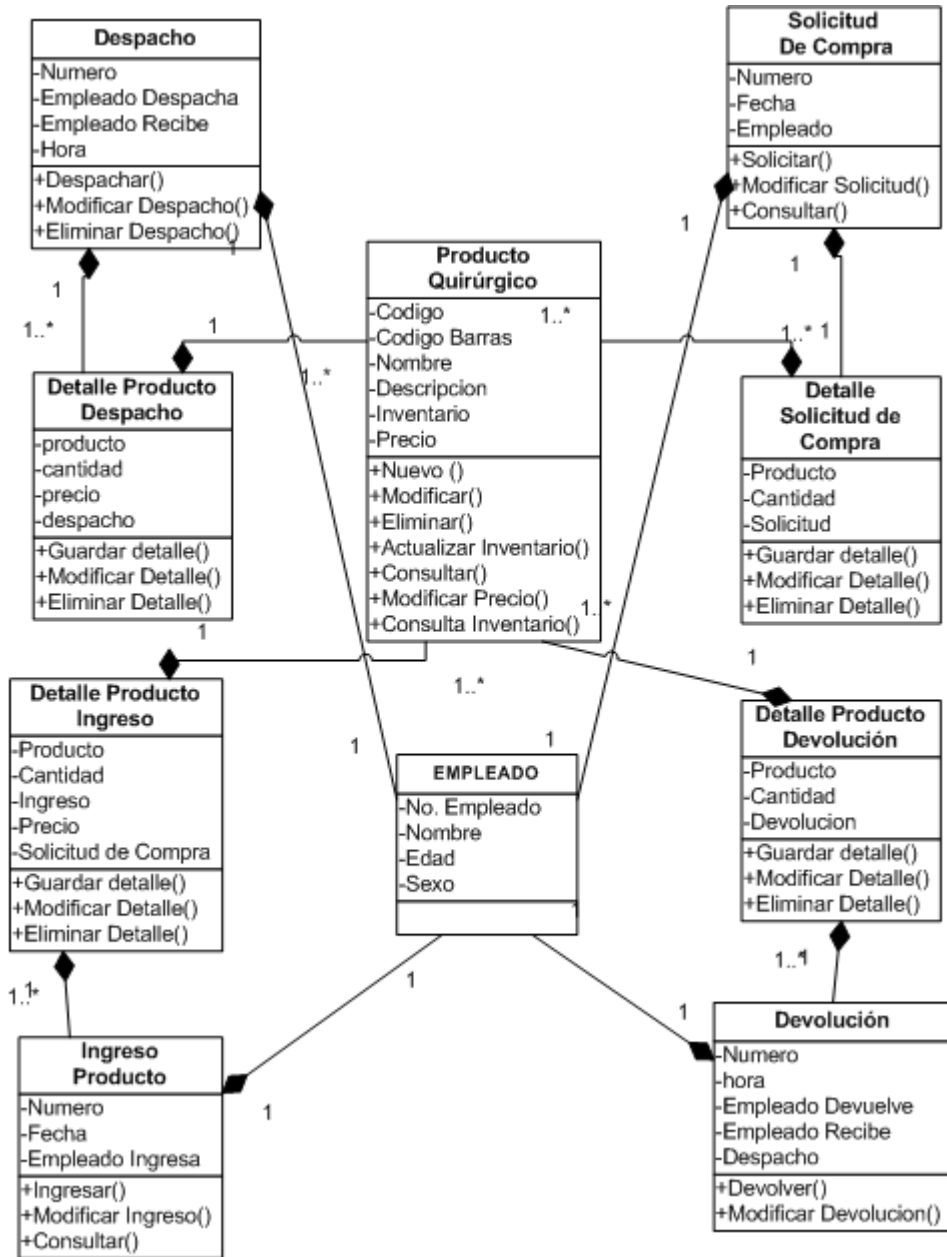 Despacho
-Numero
-Empleado Despacha
-Empleado Recibe
-Hora
+Despachar()
+Modificar Despacho()
+Eliminar Despacho()
1
1
1..*
Solicitud
De Compra
-Numero
-Fecha
-Empleado
+Solicitar()
+Modificar Solicitud()
+Consultar()
1
1
1
Producto
Quirúrgico
-Codigo
-Codigo Barras
-Nombre
-Descripcion
-Inventario
-Precio
+Nuevo ()
+Modificar()
+Eliminar()
+Actualizar Inventario()
+Consultar()
+Modificar Precio()
+Consulta Inventario()
1
1..*
1..*
1..*
1..*
1..*
Detalle Producto
Despacho
-producto
-cantidad
-precio
-despacho
+Guardar detalle()
+Modificar Detalle()
+Eliminar Detalle()
Detalle
Solicitud de
Compra
-Producto
-Cantidad
-Solicitud
+Guardar detalle()
+Modificar Detalle()
+Eliminar Detalle()
1
1
1
1
Detalle Producto
Ingreso
-Producto
-Cantidad
-Ingreso
-Precio
-Solicitud de Compra
+Guardar detalle()
+Modificar Detalle()
+Eliminar Detalle()
EMPLEADO
-No. Empleado
-Nombre
-Edad
-Sexo
Detalle Producto
Devolución
-Producto
-Cantidad
-Devolucion
+Guardar detalle()
+Modificar Detalle()
+Eliminar Detalle()
1..*
1
1..*
1
1
1
1
Ingreso
Producto
-Numero
-Fecha
-Empleado Ingresa
+Ingresar()
+Modificar Ingreso()
+Consultar()
Devolución
-Numero
-hora
-Empleado Devuelve
-Empleado Recibe
-Despacho
+Devolver()
+Modificar Devolucion()